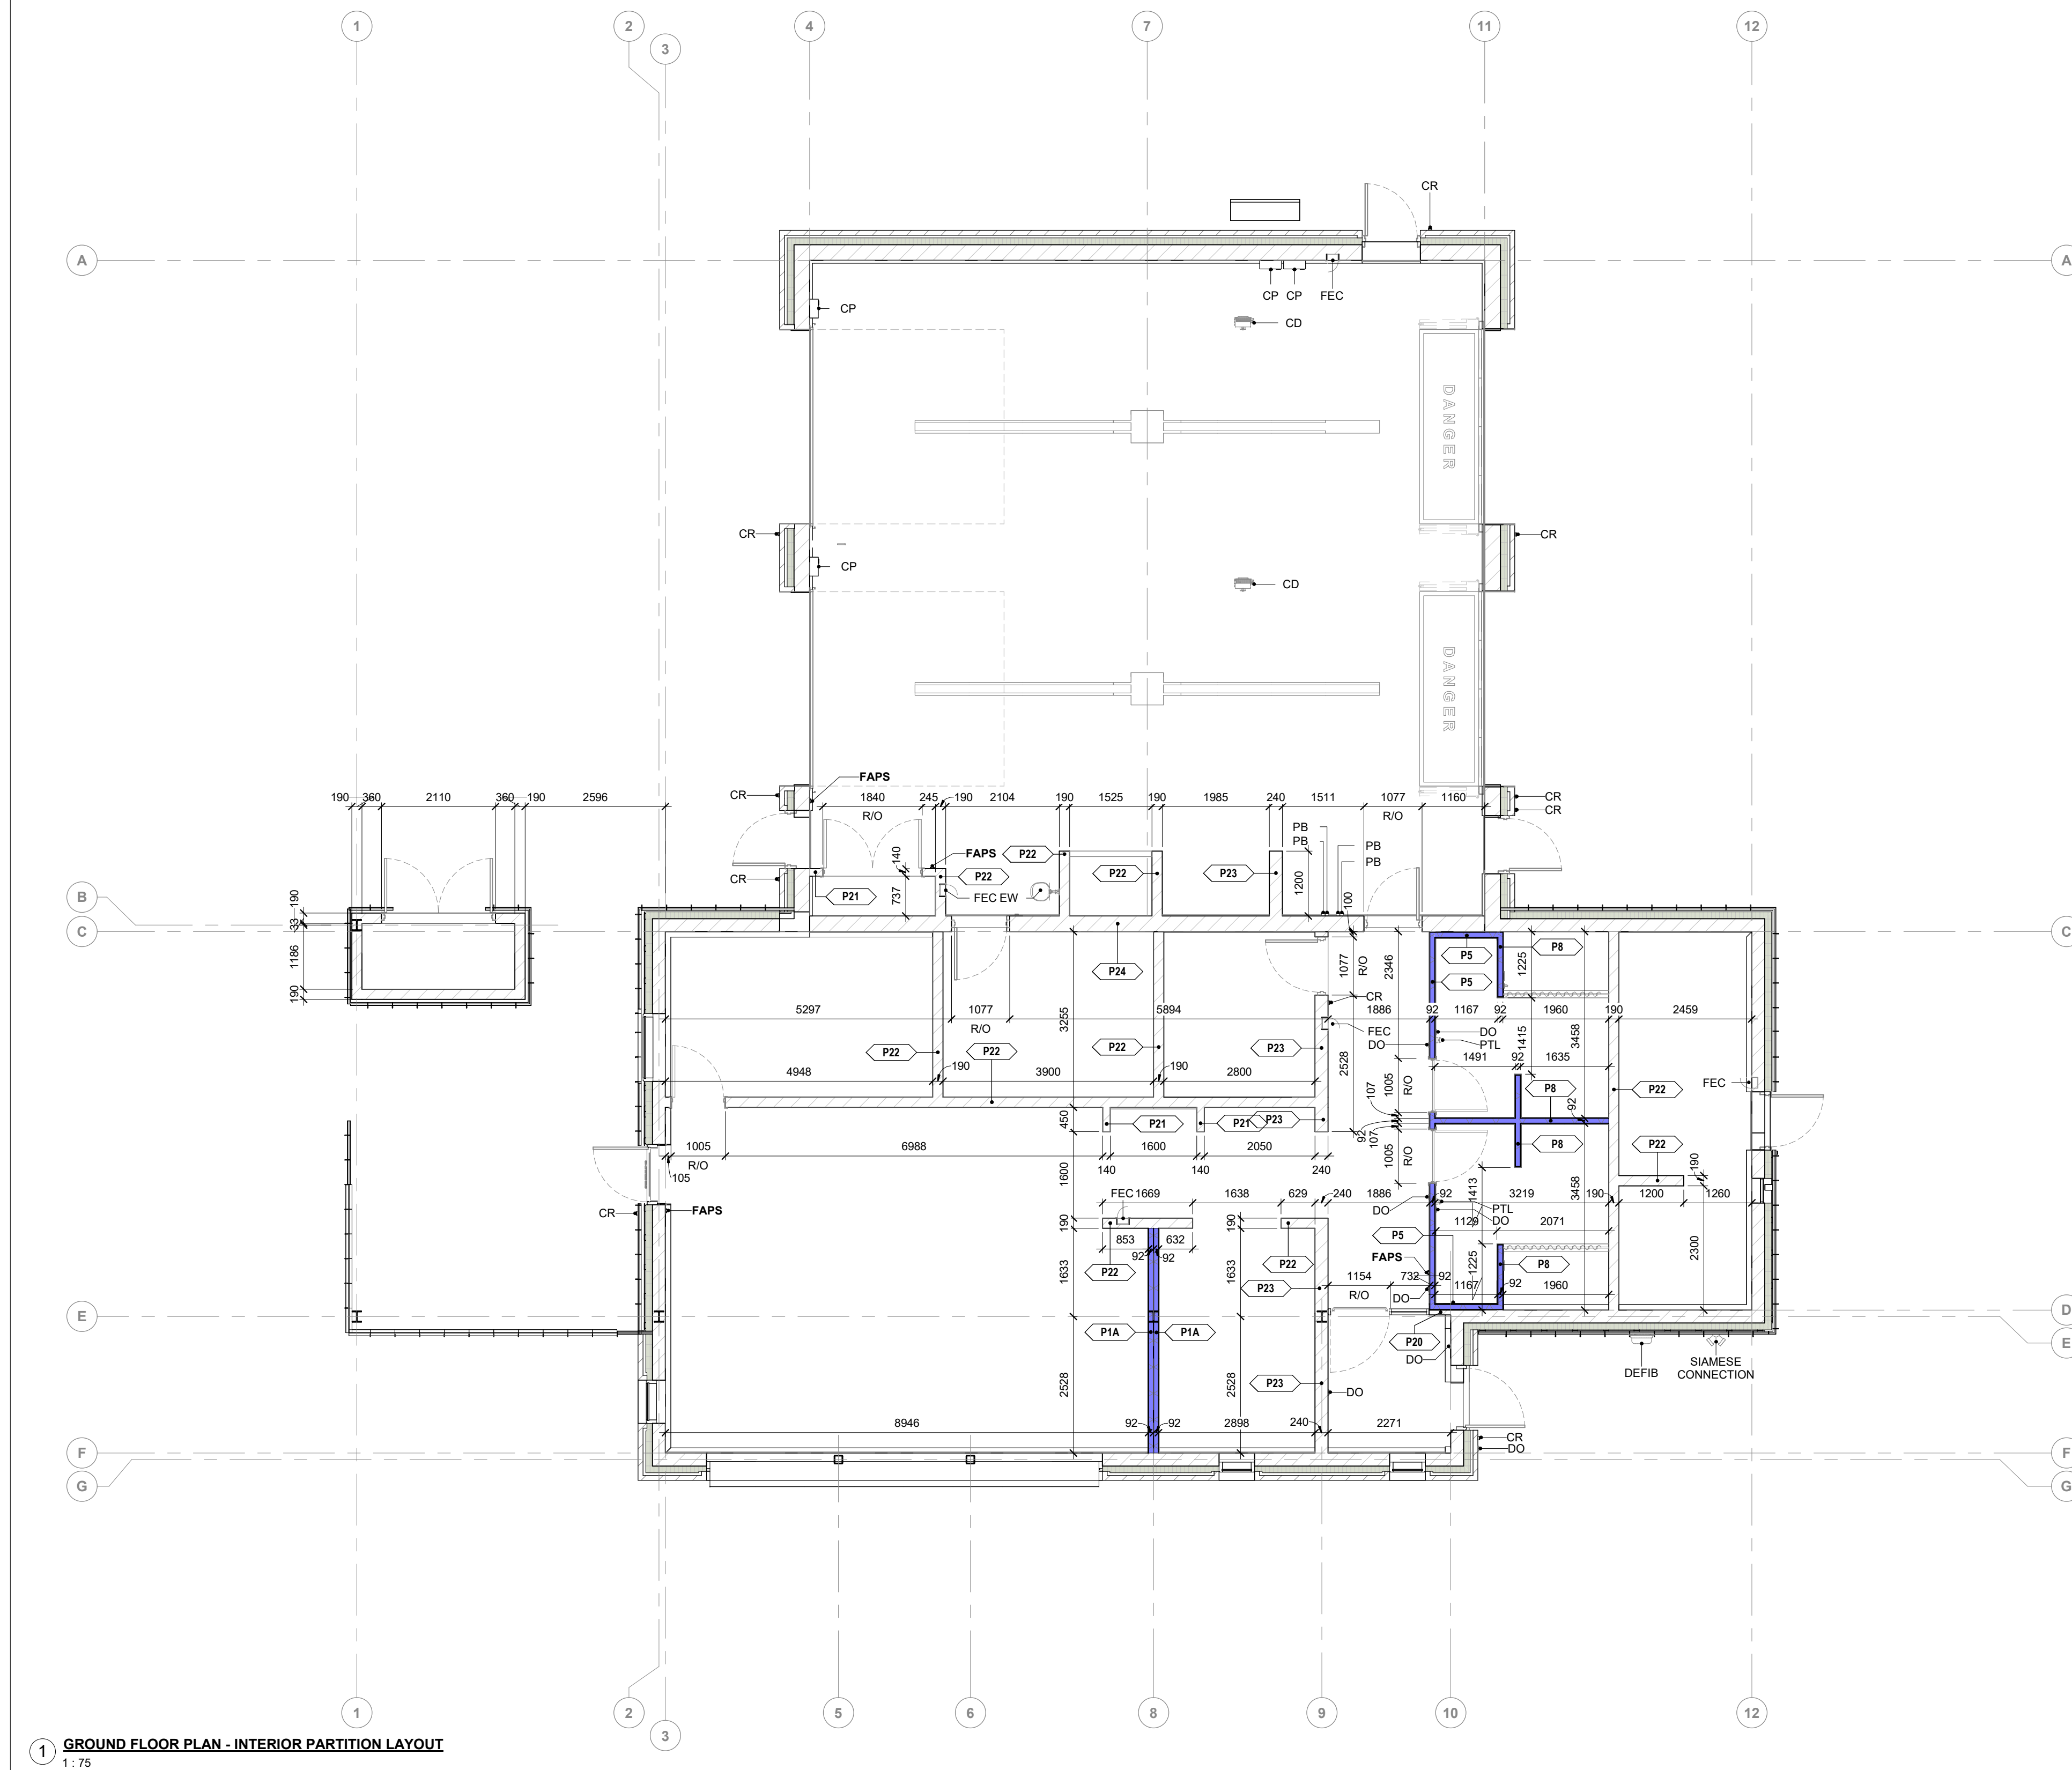 1
2
3
4
7
11
12
CR
A
A
CP
CP
FEC
CP
CD
DANGER
CR
CR
CP
CD
DANGER
FAPS
CR
CR
CR
190
360
2110
360
190
2596
1840
R/O
245
190
2104
190
1525
190
1985
240
1511
1077
R/O
1160
PB
PB
PB
PB
140
FAPS
P22
P22
P22
P23
1200
CR
P21
737
FEC EW
100
B
C
C
190
33
1186
190
P24
1077
R/O
2346
P5
P5
P8
1225
CR
5297
1077
R/O
5894
3255
1886
92
1167
92
1960
190
2459
FEC
DO
DO
PTL
P22
P22
P22
P23
2528
1415
3458
1491
92
1635
190
190
4948
3900
2800
1005
R/O
107
P8
92
P22
FEC
450
P21
P21
P23
92
107
P8
P22
190
1005
R/O
6988
1600
2050
1005
R/O
105
140
140
240
1600
FEC
1669
1638
629
240
1886
92
3219
3458
1413
190
1200
1260
CR
FAPS
DO
PTL
DO
190
190
853
632
92
92
P5
1129
2071
FAPS
1225
P8
2300
P22
P22
1633
1633
P23
1154
R/O
732
92
1167
92
1960
DO
E
D
E
P1A
P1A
P20
DO
DEFIB
SIAMESE
CONNECTION
2528
2528
P23
DO
8946
92
92
2898
240
2271
CR
DO
F
F
G
G
1
2
3
5
6
8
9
10
12
1 GROUND FLOOR PLAN - INTERIOR PARTITION LAYOUT
1 : 75